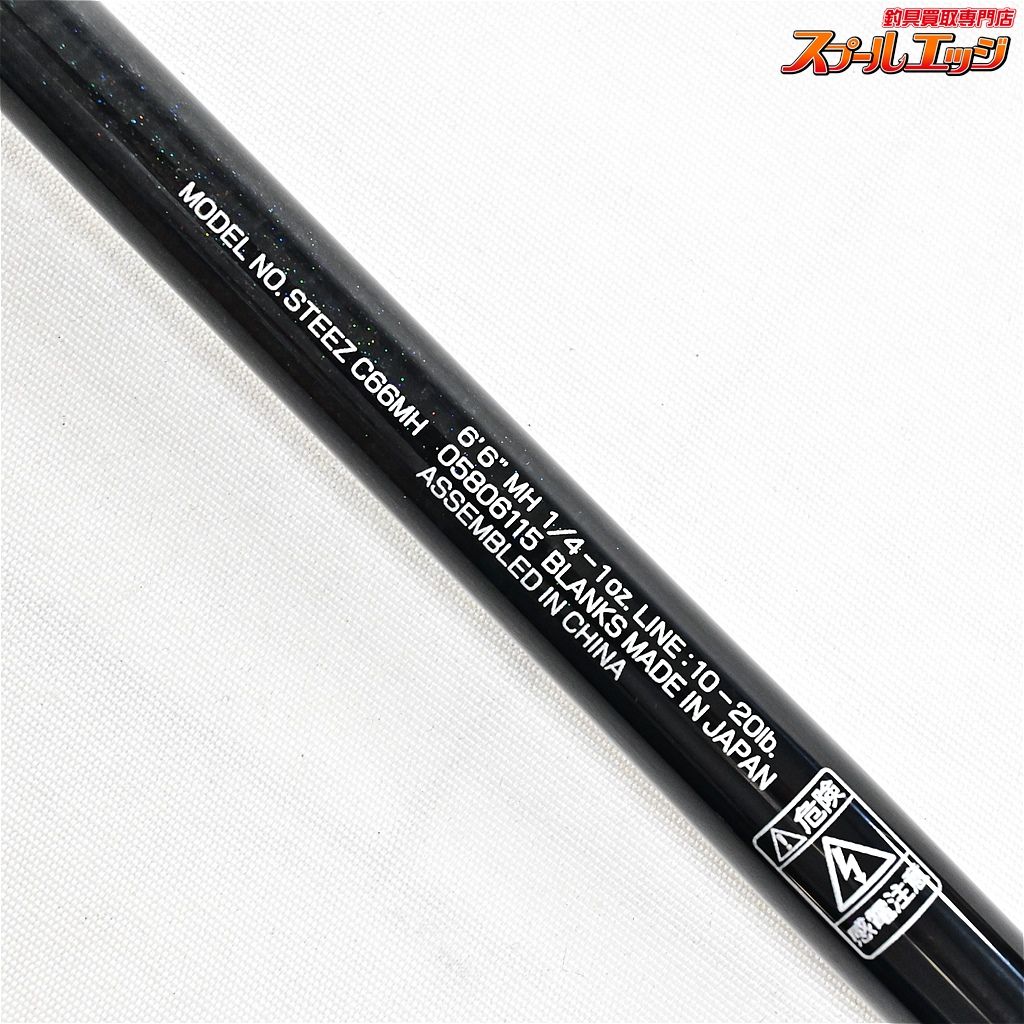 釣具買取専門店
スプールエッジ
MODEL NO. STEEZ C66MH
6'6" MH 1/4-1oz. LINE:10-20lb.
05806115 BLANKS MADE IN JAPAN
ASSEMBLED IN CHINA
危険
感電注意